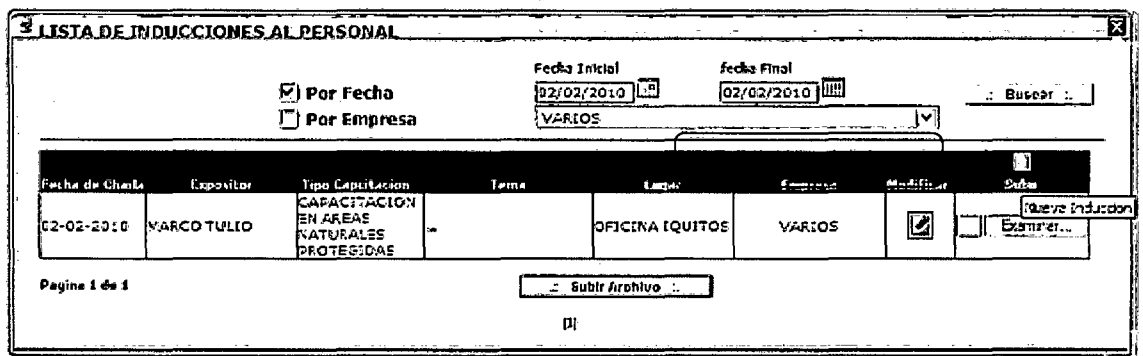 LISTA DE INDUCCIONES AL PERSONAL
Fecha Inicial fecha Final
Por Fecha 02/02/2010 02/02/2010 .: Buscar :.
Por Empresa VARIOS
Fecha de Charla Expositor Tipo Capcitacion Tema Lugar Empresa Modificar Subir
Nueva Induccion
02-02-2010 MARCO TULIO CAPACITACION EN AREAS NATURALES PROTEGIDAS - OFICINA IQUITOS VARIOS Examinar...
Pagina 1 de 1 .: Subir Archivo :.
[1]